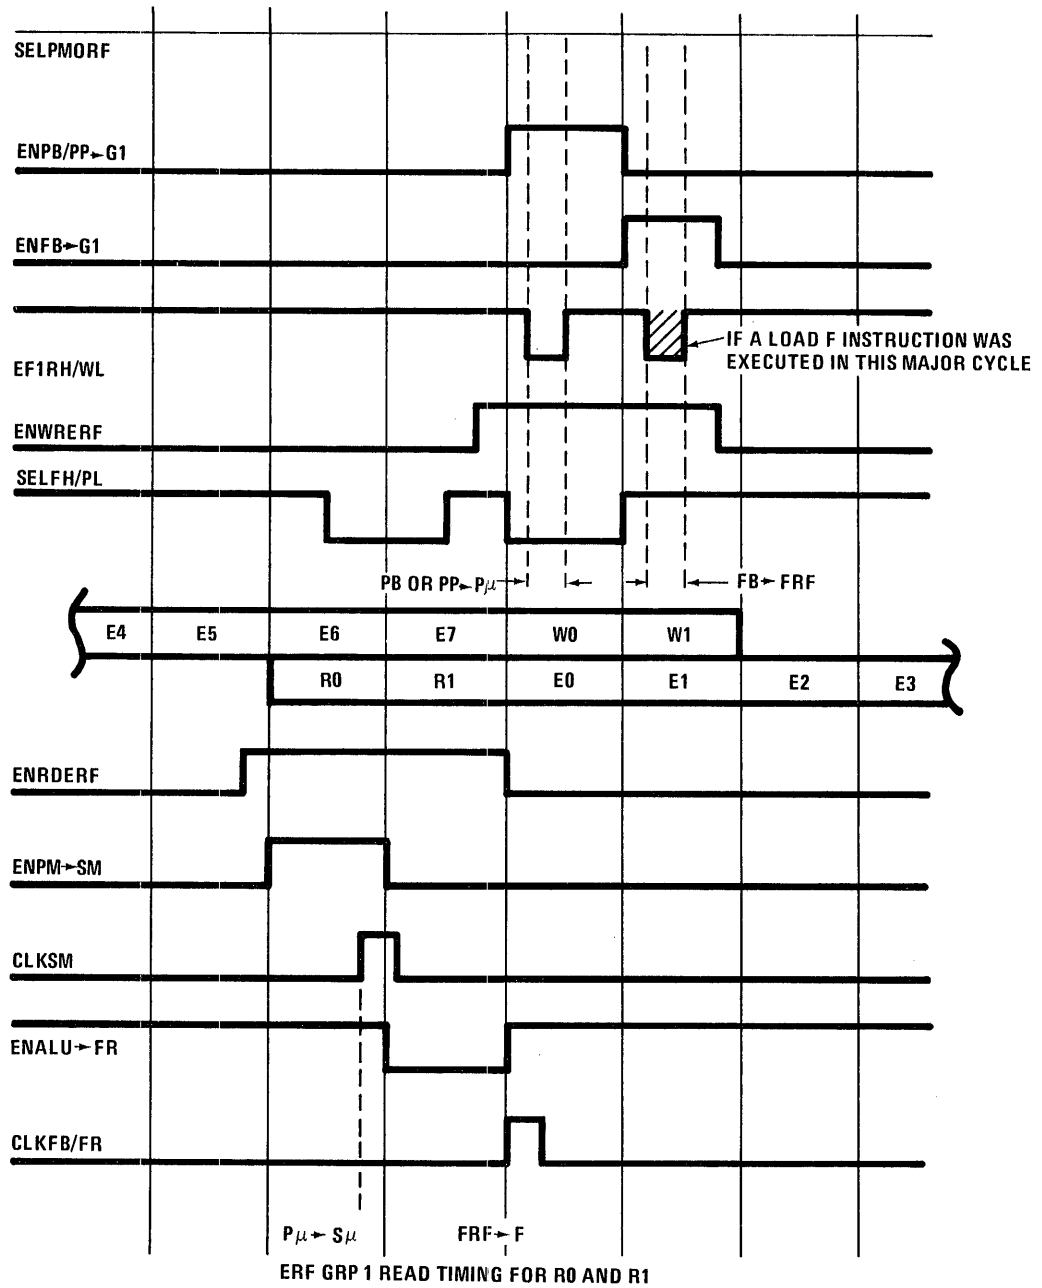 SELPMORF
ENPB/PP→G1
ENFB→G1
IF A LOAD F INSTRUCTION WAS
EXECUTED IN THIS MAJOR CYCLE
EF1RH/WL
ENWRERF
SELFH/PL
PB OR PP→Pμ
FB→FRF
E4 E5 E6 E7 W0 W1
R0 R1 E0 E1 E2 E3
ENRDERF
ENPM→SM
CLKSM
ENALU→FR
CLKFB/FR
Pμ→Sμ
FRF→F
ERF GRP 1 READ TIMING FOR R0 AND R1